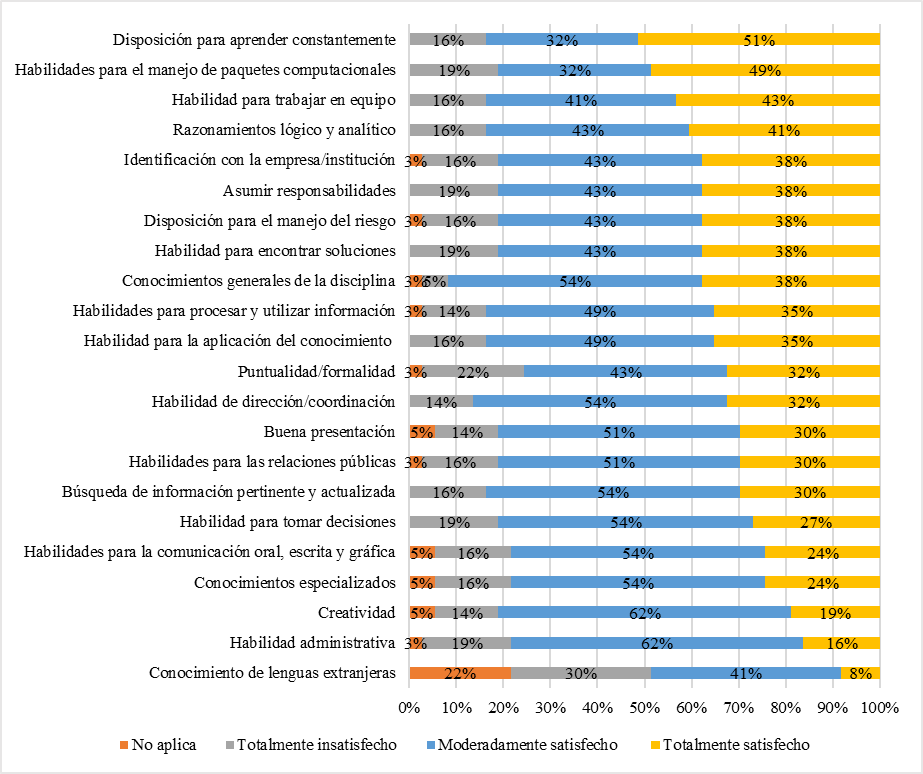 Disposición para aprender constantemente 16% 32% 51%
Habilidades para el manejo de paquetes computacionales 19% 32% 49%
Habilidad para trabajar en equipo 16% 41% 43%
Razonamientos lógico y analítico 16% 43% 41%
Identificación con la empresa/institución 3% 16% 43% 38%
Asumir responsabilidades 19% 43% 38%
Disposición para el manejo del riesgo 3% 16% 43% 38%
Habilidad para encontrar soluciones 19% 43% 38%
Conocimientos generales de la disciplina 3% 5% 54% 38%
Habilidades para procesar y utilizar información 3% 14% 49% 35%
Habilidad para la aplicación del conocimiento 16% 49% 35%
Puntualidad/formalidad 3% 22% 43% 32%
Habilidad de dirección/coordinación 14% 54% 32%
Buena presentación 5% 14% 51% 30%
Habilidades para las relaciones públicas 3% 16% 51% 30%
Búsqueda de información pertinente y actualizada 16% 54% 30%
Habilidad para tomar decisiones 19% 54% 27%
Habilidades para la comunicación oral, escrita y gráfica 5% 16% 54% 24%
Conocimientos especializados 5% 16% 54% 24%
Creatividad 5% 14% 62% 19%
Habilidad administrativa 3% 19% 62% 16%
Conocimiento de lenguas extranjeras 22% 30% 41% 8%
0% 10% 20% 30% 40% 50% 60% 70% 80% 90% 100%
No aplica Totalmente insatisfecho Moderadamente satisfecho Totalmente satisfecho